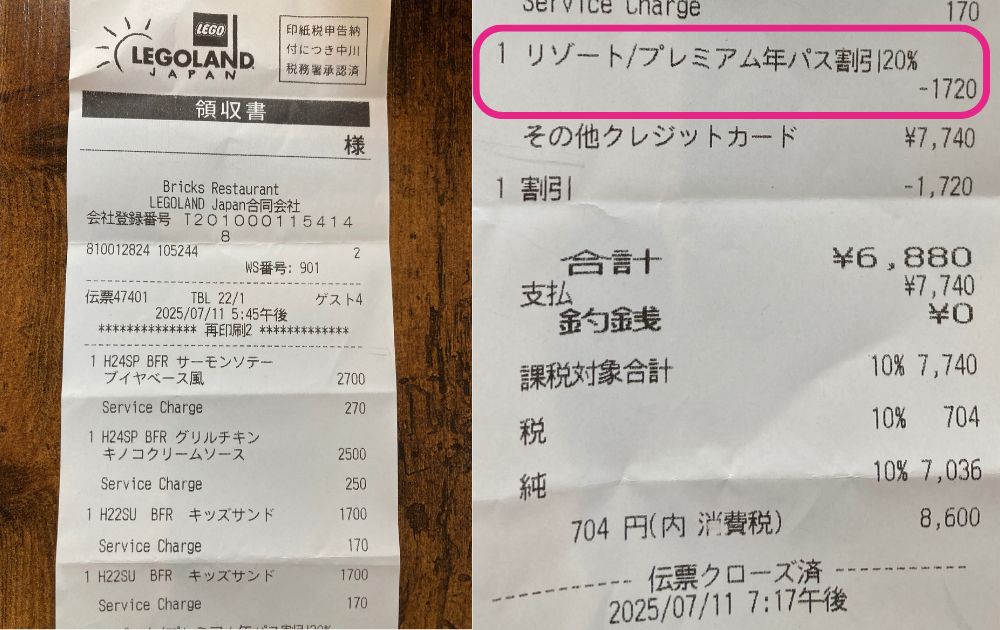 LEGO
LEGOLAND
JAPAN
印紙税申告納
付につき中川
税務署承認済
領収書
様
Bricks Restaurant
LEGOLAND Japan合同会社
会社登録番号 T201000115414
8
810012824 105244 2
WS番号: 901
伝票47401 TBL 22/1 ゲスト4
2025/07/11 5:45午後
************** 再印刷2 *************
1 H24SP BFR サーモンソテー
ブイヤベース風 2700
Service Charge 270
1 H24SP BFR グリルチキン
キノコクリームソース 2500
Service Charge 250
1 H22SU BFR キッズサンド 1700
Service Charge 170
1 H22SU BFR キッズサンド 1700
Service Charge 170
Service Charge 170
1 リゾート/プレミアム年パス割引20%
-1720
その他クレジットカード ¥7,740
1 割引 -1,720
合計 ¥6,880
支払 ¥7,740
釣銭 ¥0
課税対象合計 10% 7,740
税 10% 704
純 10% 7,036
704 円(内 消費税) 8,600
---------- 伝票クローズ済 ----------
2025/07/11 7:17午後